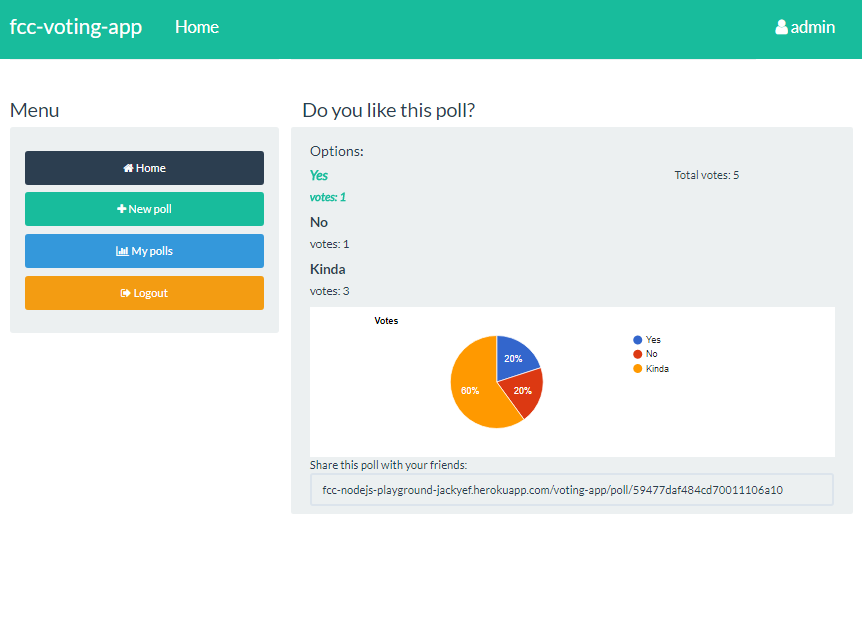 fcc-voting-app Home admin
Menu
Home
New poll
My polls
Logout
Do you like this poll?
Options:
Yes
Total votes: 5
votes: 1
No
votes: 1
Kinda
votes: 3
Votes
20%
20%
60%
Yes
No
Kinda
Share this poll with your friends:
fcc-nodejs-playground-jackyef.herokuapp.com/voting-app/poll/59477daf484cd70011106a10